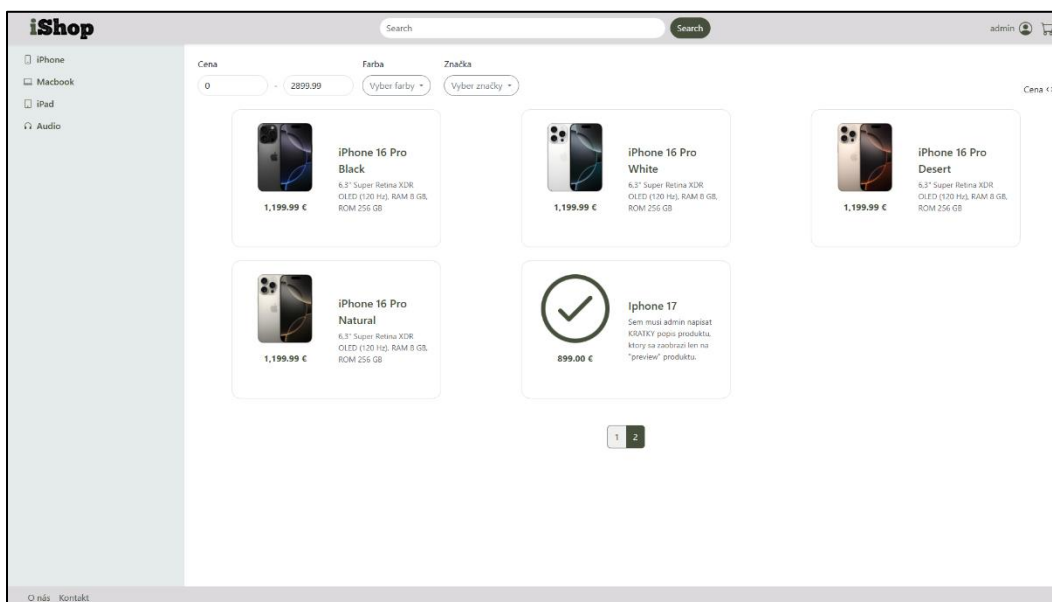 iShop
Search
Search
admin
iPhone
Macbook
iPad
Audio
Cena
Farba
Značka
0
-
2899.99
Vyber farby
Vyber značky
Cena
iPhone 16 Pro
Black
6,3" Super Retina XDR
OLED (120 Hz), RAM 8 GB,
ROM 256 GB
1,199.99 €
iPhone 16 Pro
White
6,3" Super Retina XDR
OLED (120 Hz), RAM 8 GB,
ROM 256 GB
1,199.99 €
iPhone 16 Pro
Desert
6,3" Super Retina XDR
OLED (120 Hz), RAM 8 GB,
ROM 256 GB
1,199.99 €
iPhone 16 Pro
Natural
6,3" Super Retina XDR
OLED (120 Hz), RAM 8 GB,
ROM 256 GB
1,199.99 €
Iphone 17
Sem musi admin napisat
KRATKY popis produktu,
ktory sa zaobrazi len na
"preview" produktu.
899.00 €
1 2
O nás Kontakt